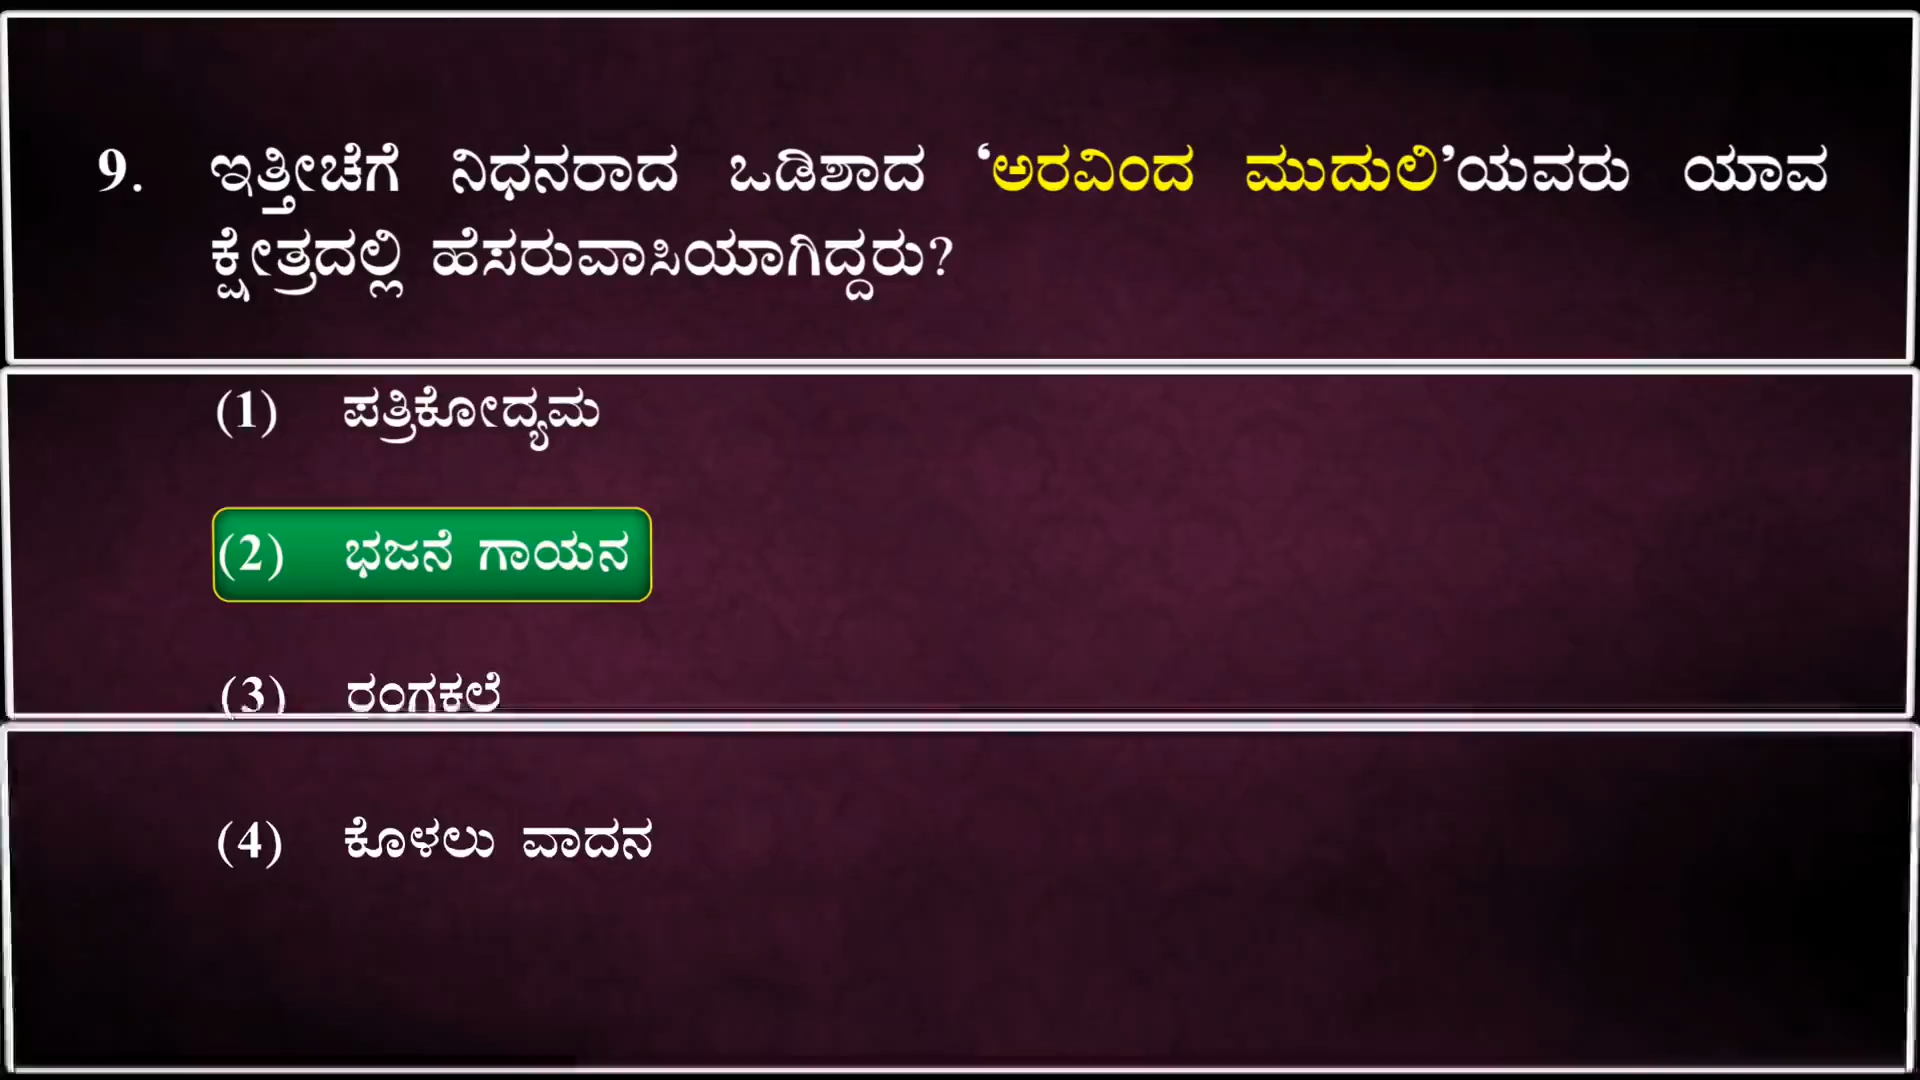 9. ಇತ್ತೀಚೆಗೆ ನಿಧನರಾದ ಒಡಿಶಾದ ‘ಅರವಿಂದ ಮುದುಲಿ’ಯವರು ಯಾವ
ಕ್ಷೇತ್ರದಲ್ಲಿ ಹೆಸರುವಾಸಿಯಾಗಿದ್ದರು?
(1) ಪತ್ರಿಕೋದ್ಯಮ
(2) ಭಜನೆ ಗಾಯನ
(3) ರಂಗಕಲೆ
(4) ಕೊಳಲು ವಾದನ